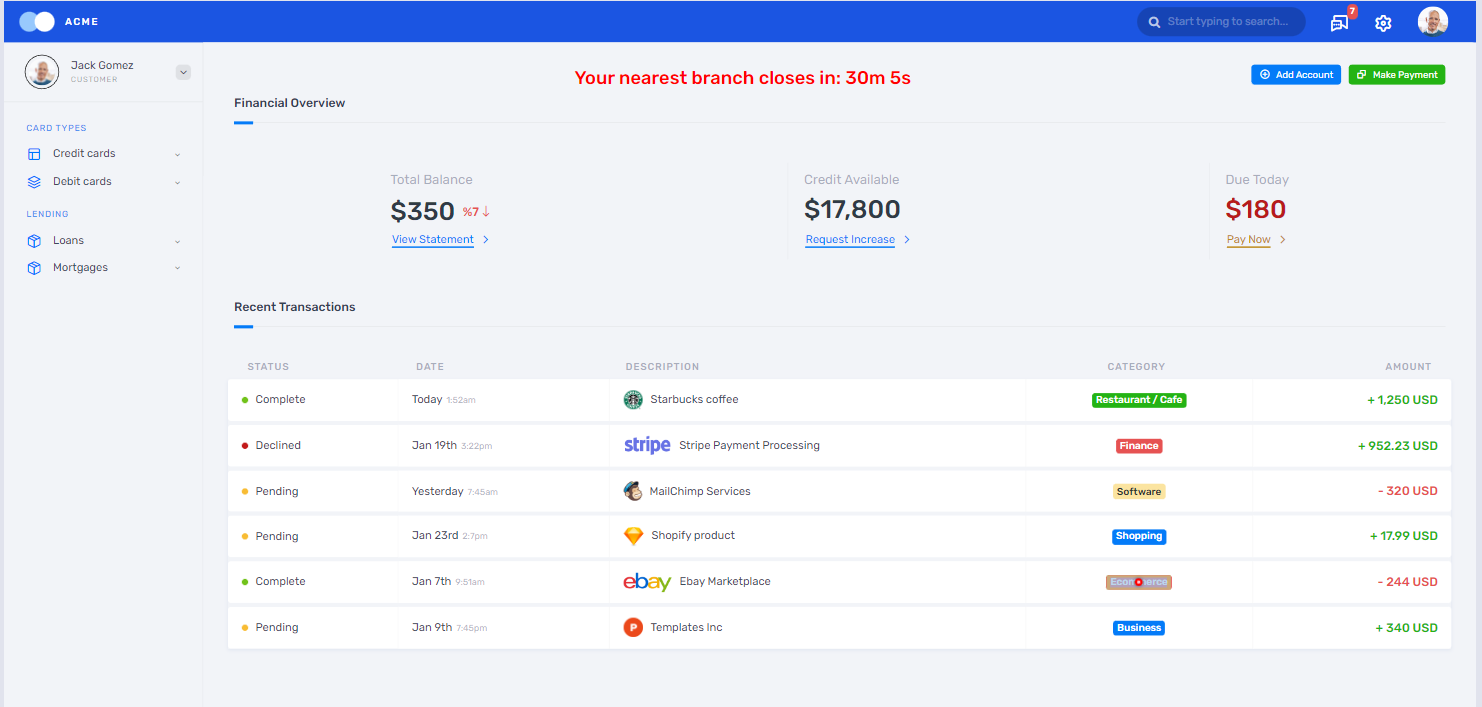 ACME
Start typing to search...
7
Jack Gomez
CUSTOMER
Your nearest branch closes in: 30m 5s
Add Account
Make Payment
Financial Overview
CARD TYPES
Credit cards
Debit cards
LENDING
Loans
Mortgages
Total Balance
$350 %7
View Statement
Credit Available
$17,800
Request Increase
Due Today
$180
Pay Now
Recent Transactions
STATUS DATE DESCRIPTION CATEGORY AMOUNT
Complete Today 1:52am Starbucks coffee Restaurant / Cafe + 1,250 USD
Declined Jan 19th 3:22pm stripe Stripe Payment Processing Finance + 952.23 USD
Pending Yesterday 7:45am MailChimp Services Software - 320 USD
Pending Jan 23rd 2:7pm Shopify product Shopping + 17.99 USD
Complete Jan 7th 9:51am ebay Ebay Marketplace - 244 USD
Pending Jan 9th 7:45pm P Templates Inc Business + 340 USD